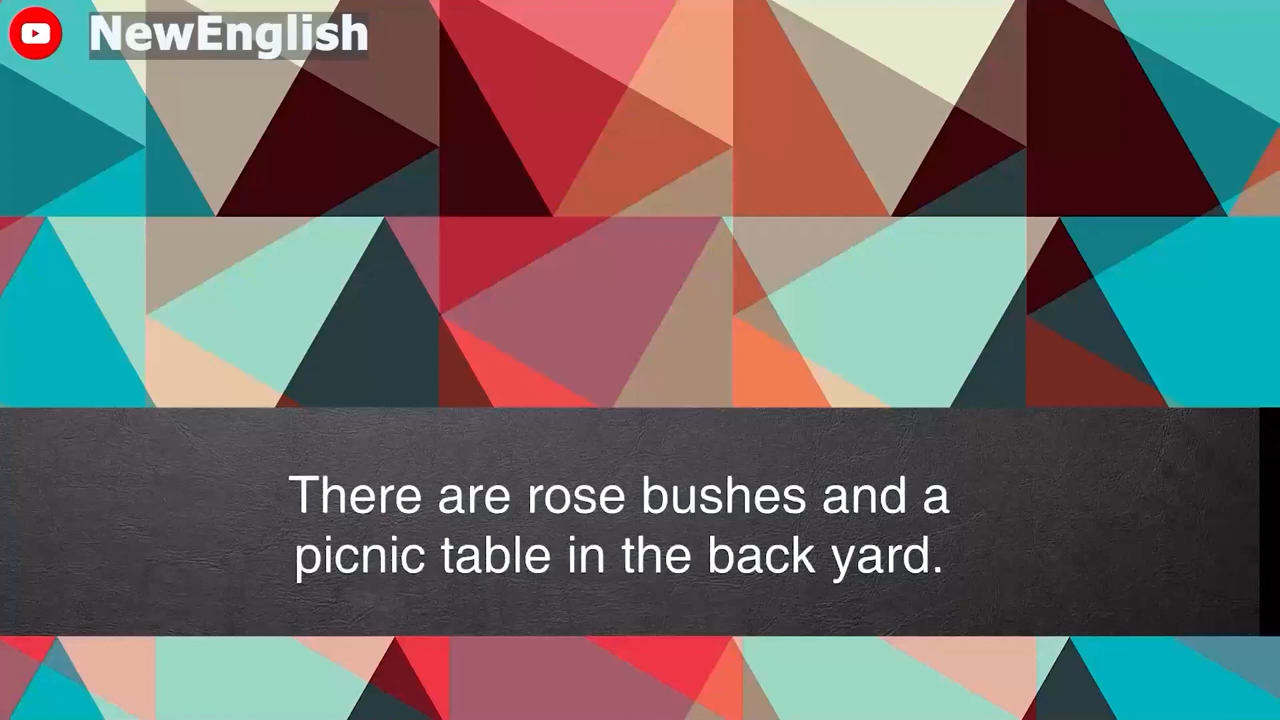 NewEnglish
There are rose bushes and a
picnic table in the back yard.